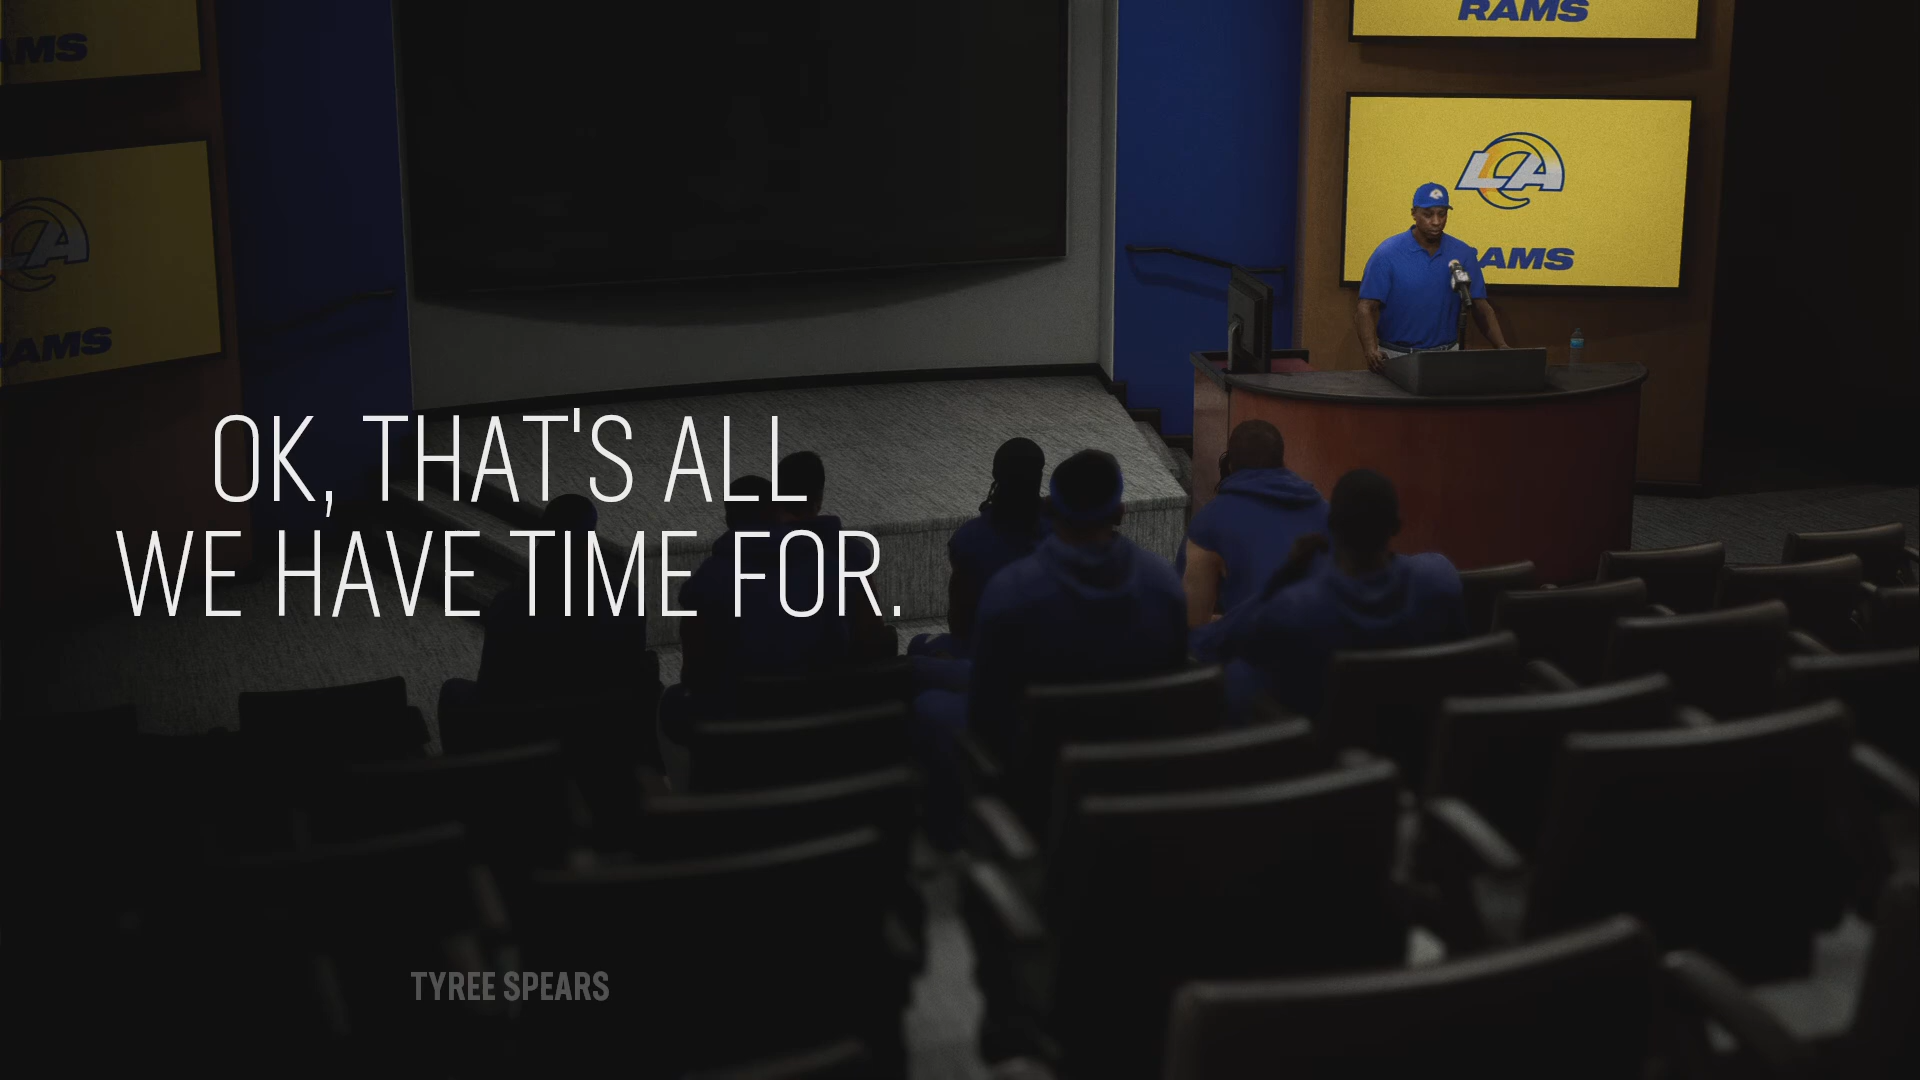 RAMS
AMS
LA
RAMS
LA
AMS
OK, THAT'S ALL
WE HAVE TIME FOR.
TYREE SPEARS